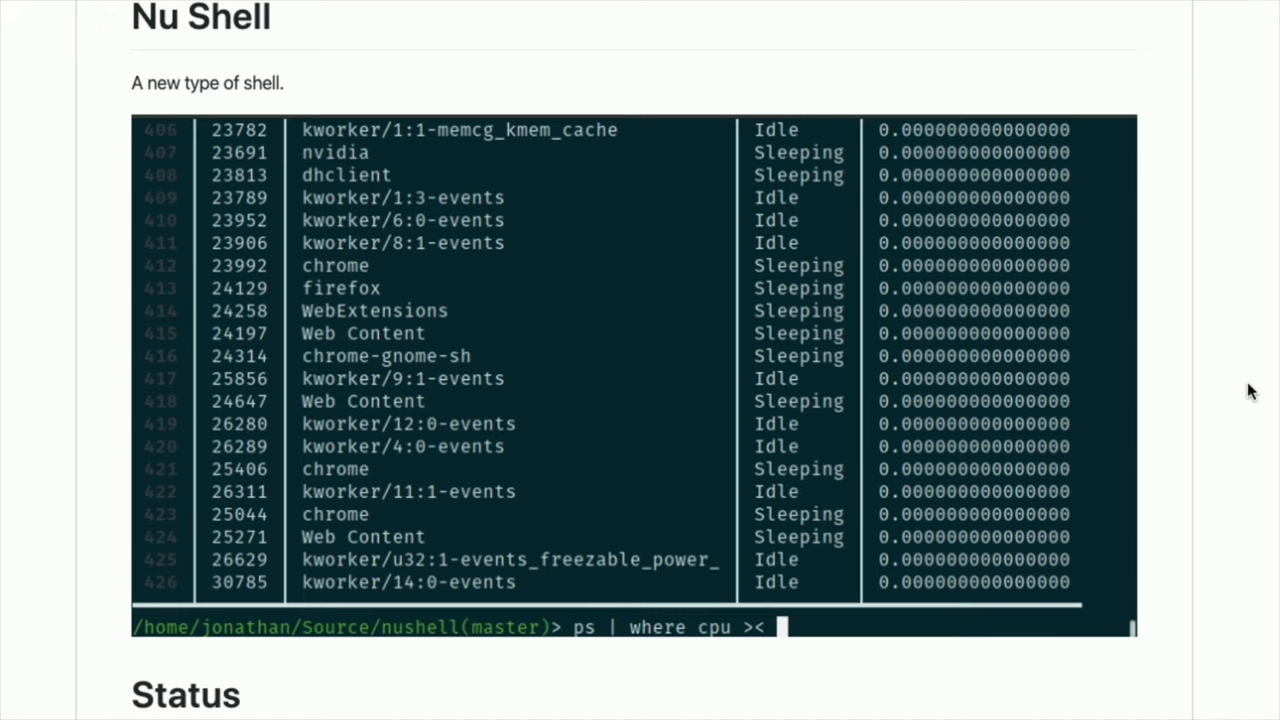 Nu Shell
A new type of shell.
406 23782 kworker/1:1-memcg_kmem_cache Idle 0.000000000000000
407 23691 nvidia Sleeping 0.000000000000000
408 23813 dhclient Sleeping 0.000000000000000
409 23789 kworker/1:3-events Idle 0.000000000000000
410 23952 kworker/6:0-events Idle 0.000000000000000
411 23906 kworker/8:1-events Idle 0.000000000000000
412 23992 chrome Sleeping 0.000000000000000
413 24129 firefox Sleeping 0.000000000000000
414 24258 WebExtensions Sleeping 0.000000000000000
415 24197 Web Content Sleeping 0.000000000000000
416 24314 chrome-gnome-sh Sleeping 0.000000000000000
417 25856 kworker/9:1-events Idle 0.000000000000000
418 24647 Web Content Sleeping 0.000000000000000
419 26280 kworker/12:0-events Idle 0.000000000000000
420 26289 kworker/4:0-events Idle 0.000000000000000
421 25406 chrome Sleeping 0.000000000000000
422 26311 kworker/11:1-events Idle 0.000000000000000
423 25044 chrome Sleeping 0.000000000000000
424 25271 Web Content Sleeping 0.000000000000000
425 26629 kworker/u32:1-events_freezable_power_ Idle 0.000000000000000
426 30785 kworker/14:0-events Idle 0.000000000000000
/home/jonathan/Source/nushell(master)> ps | where cpu ><
Status